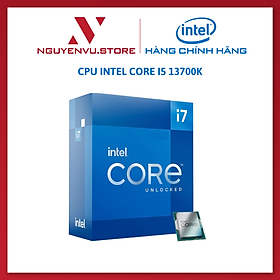 NGUYENVU.STORE
intel
HÀNG CHÍNH HÃNG
CPU INTEL CORE I5 13700K
i7
intel
CORE
UNLOCKED